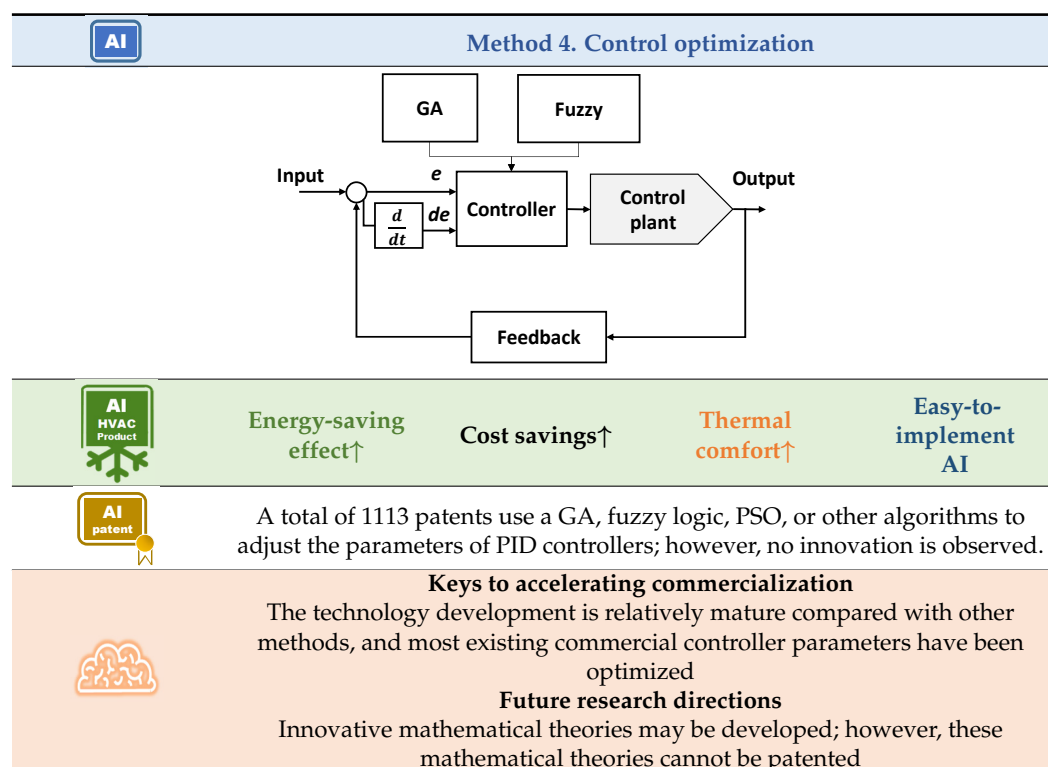 AI
Method 4. Control optimization
GA
Fuzzy
Input
e
Controller
Control
plant
Output
d
dt
de
Feedback
AI
HVAC
Product
Energy-saving
effect↑
Cost savings↑
Thermal
comfort↑
Easy-to-
implement
AI
AI
patent
A total of 1113 patents use a GA, fuzzy logic, PSO, or other algorithms to
adjust the parameters of PID controllers; however, no innovation is observed.
Keys to accelerating commercialization
The technology development is relatively mature compared with other
methods, and most existing commercial controller parameters have been
optimized
Future research directions
Innovative mathematical theories may be developed; however, these
mathematical theories cannot be patented